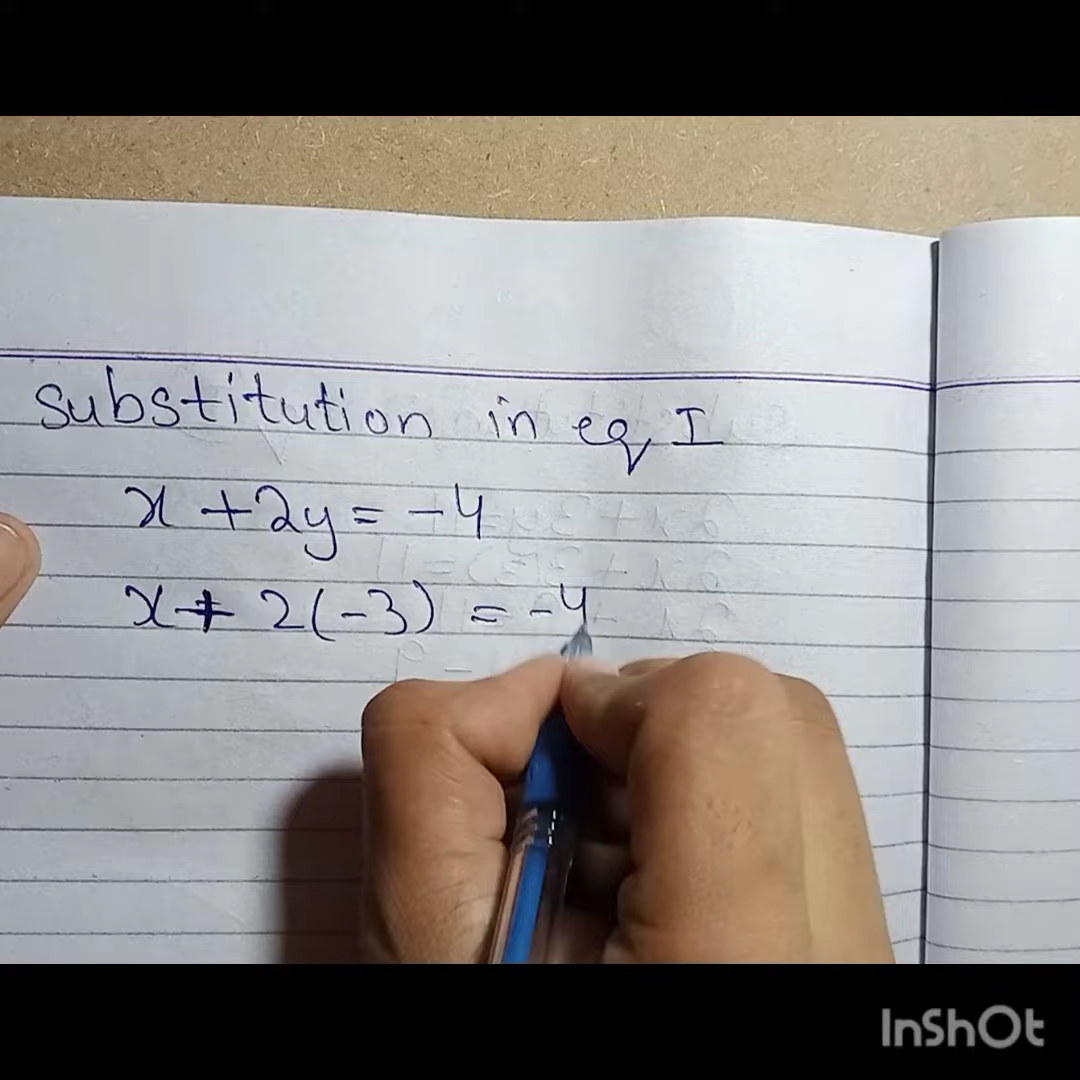 substitution in eq I
x + 2y = -4
x + 2(-3) = -4
InShOt